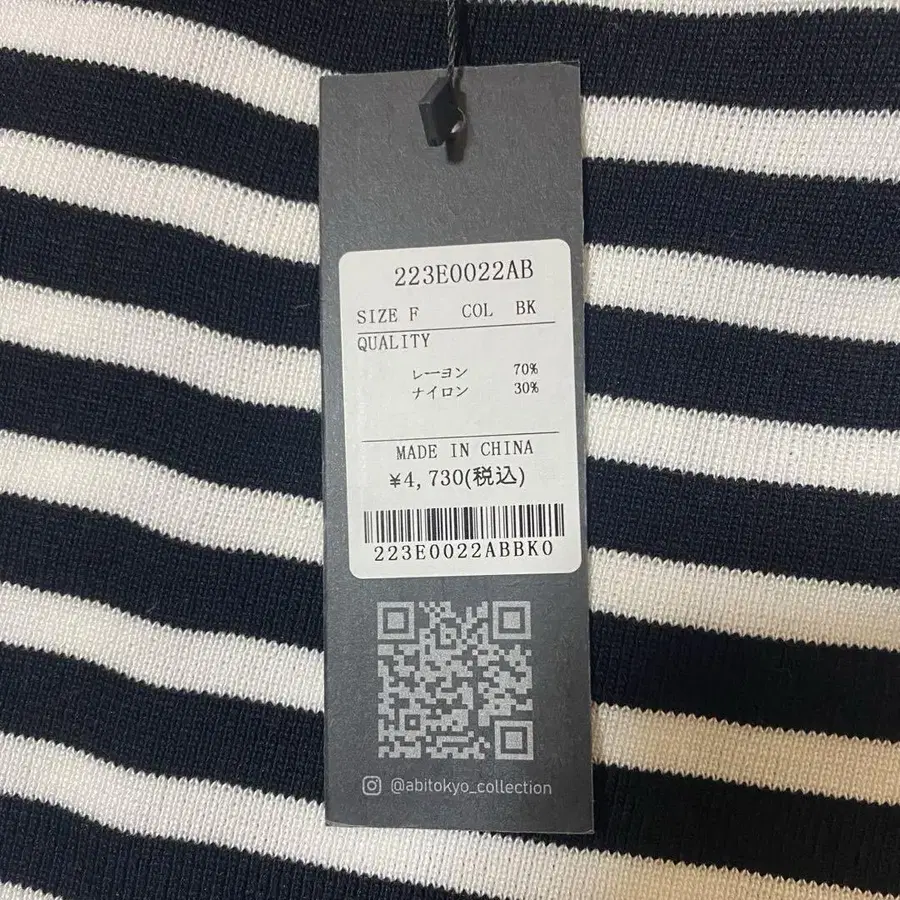 223E0022AB
SIZE F COL BK
QUALITY
レーヨン 70%
ナイロン 30%
MADE IN CHINA
¥4,730(税込)
223E0022ABBK0
@abitokyo_collection